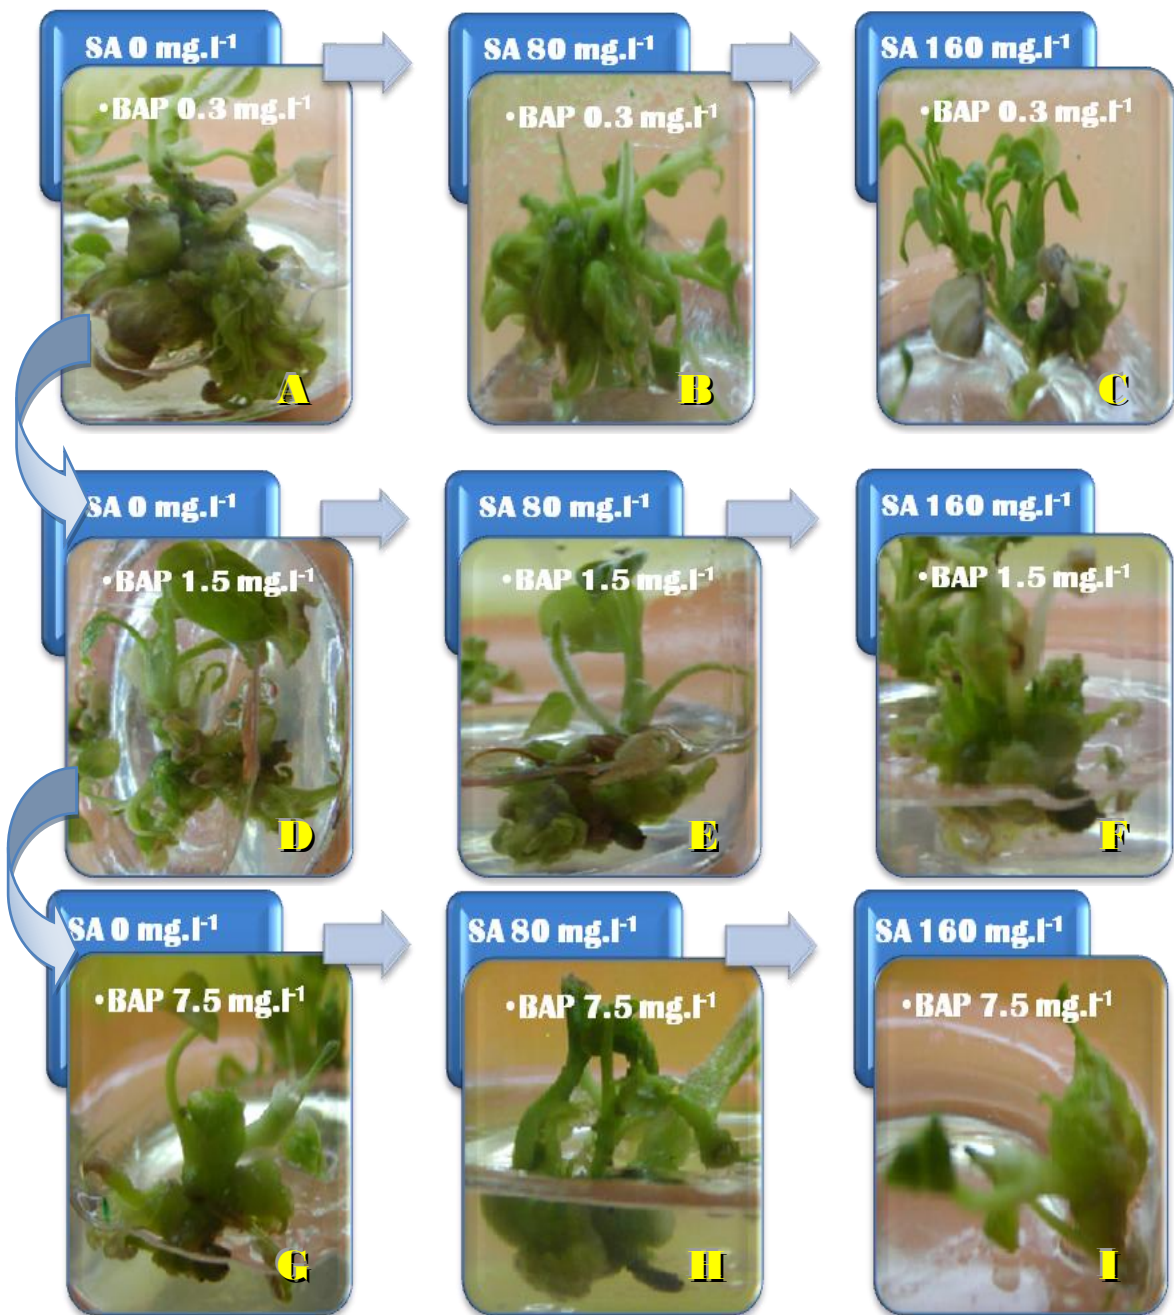 SA 0 mg.l⁻¹
•BAP 0.3 mg.l⁻¹
A
SA 80 mg.l⁻¹
•BAP 0.3 mg.l⁻¹
B
SA 160 mg.l⁻¹
•BAP 0.3 mg.l⁻¹
C
SA 0 mg.l⁻¹
•BAP 1.5 mg.l⁻¹
D
SA 80 mg.l⁻¹
•BAP 1.5 mg.l⁻¹
E
SA 160 mg.l⁻¹
•BAP 1.5 mg.l⁻¹
F
SA 0 mg.l⁻¹
•BAP 7.5 mg.l⁻¹
G
SA 80 mg.l⁻¹
•BAP 7.5 mg.l⁻¹
H
SA 160 mg.l⁻¹
•BAP 7.5 mg.l⁻¹
I